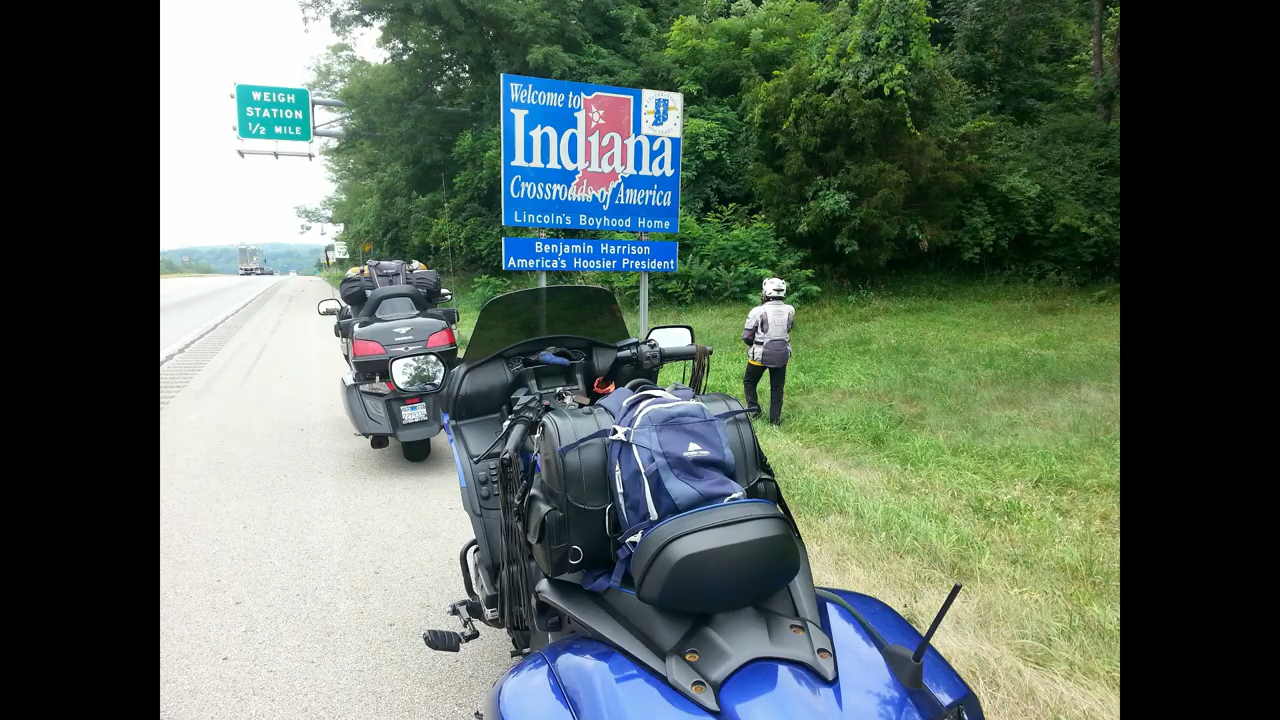 WEIGH
STATION
1/2 MILE
Welcome to
Indiana
Crossroads of America
Lincoln's Boyhood Home
Benjamin Harrison
America's Hoosier President
70